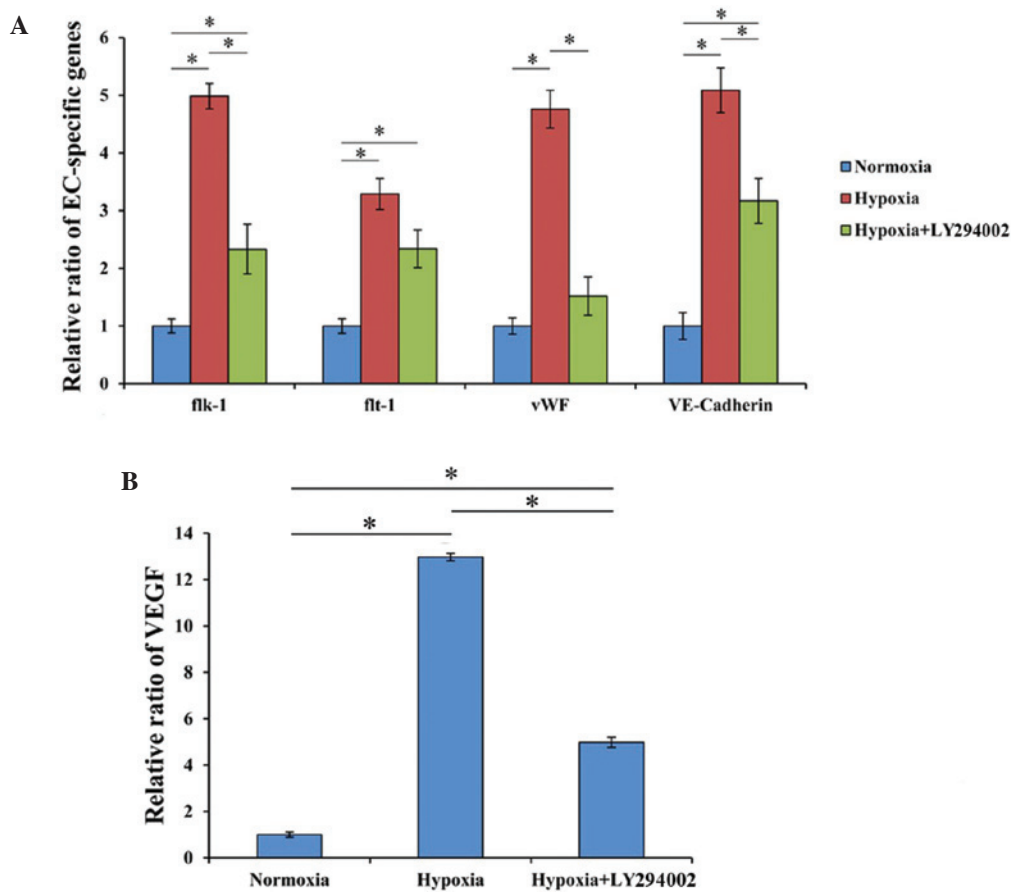 A
Relative ratio of EC-specific genes
6
5
4
3
2
1
0
* * *
* *
* *
* * *
flk-1 flt-1 vWF VE-Cadherin
Normoxia
Hypoxia
Hypoxia+LY294002
B
Relative ratio of VEGF
14
12
10
8
6
4
2
0
*
* *
Normoxia Hypoxia Hypoxia+LY294002